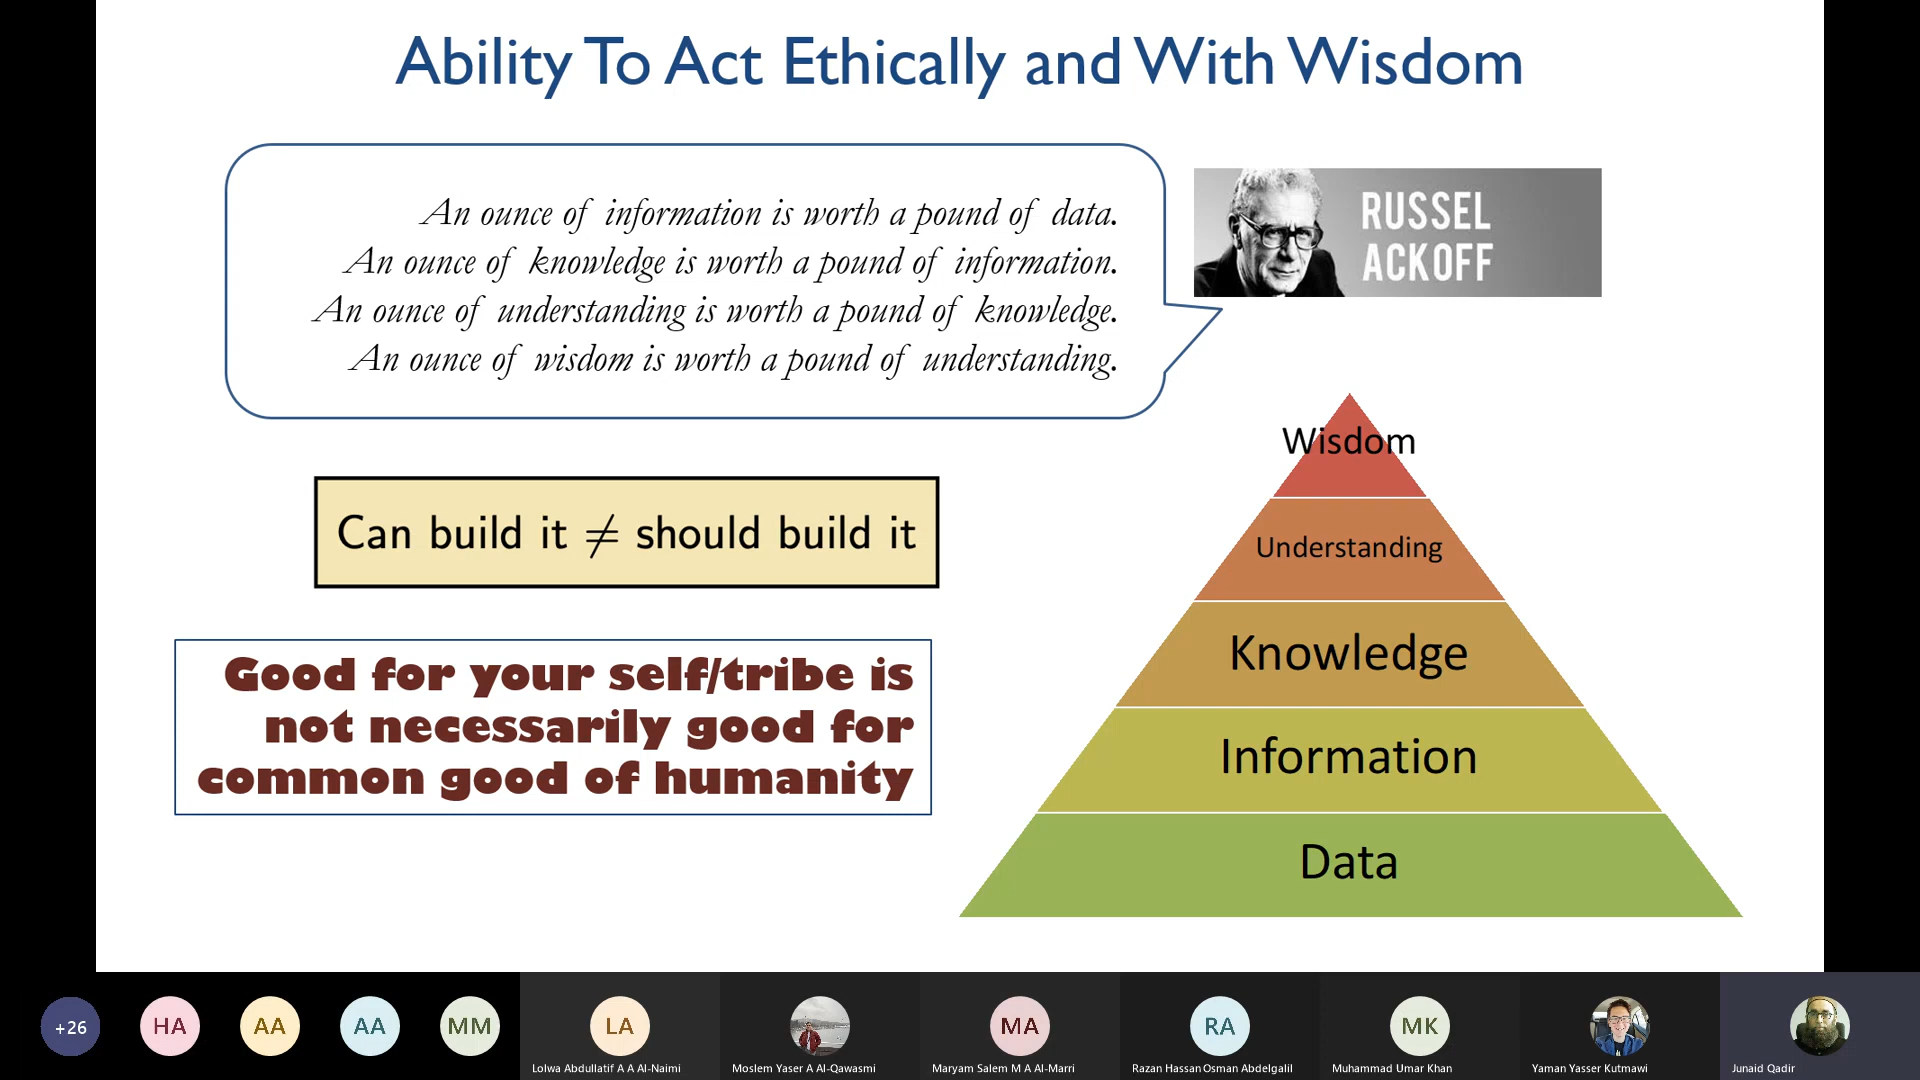 Ability To Act Ethically and With Wisdom
An ounce of information is worth a pound of data.
An ounce of knowledge is worth a pound of information.
An ounce of understanding is worth a pound of knowledge.
An ounce of wisdom is worth a pound of understanding.
RUSSEL
ACKOFF
Can build it ≠ should build it
Good for your self/tribe is
not necessarily good for
common good of humanity
Wisdom
Understanding
Knowledge
Information
Data
+26
HA
AA
AA
MM
LA
Lolwa Abdullatif A A Al-Naimi
Moslem Yaser A Al-Qawasmi
MA
Maryam Salem M A Al-Marri
RA
Razan Hassan Osman Abdelgalil
MK
Muhammad Umar Khan
Yaman Yasser Kutmawi
Junaid Qadir